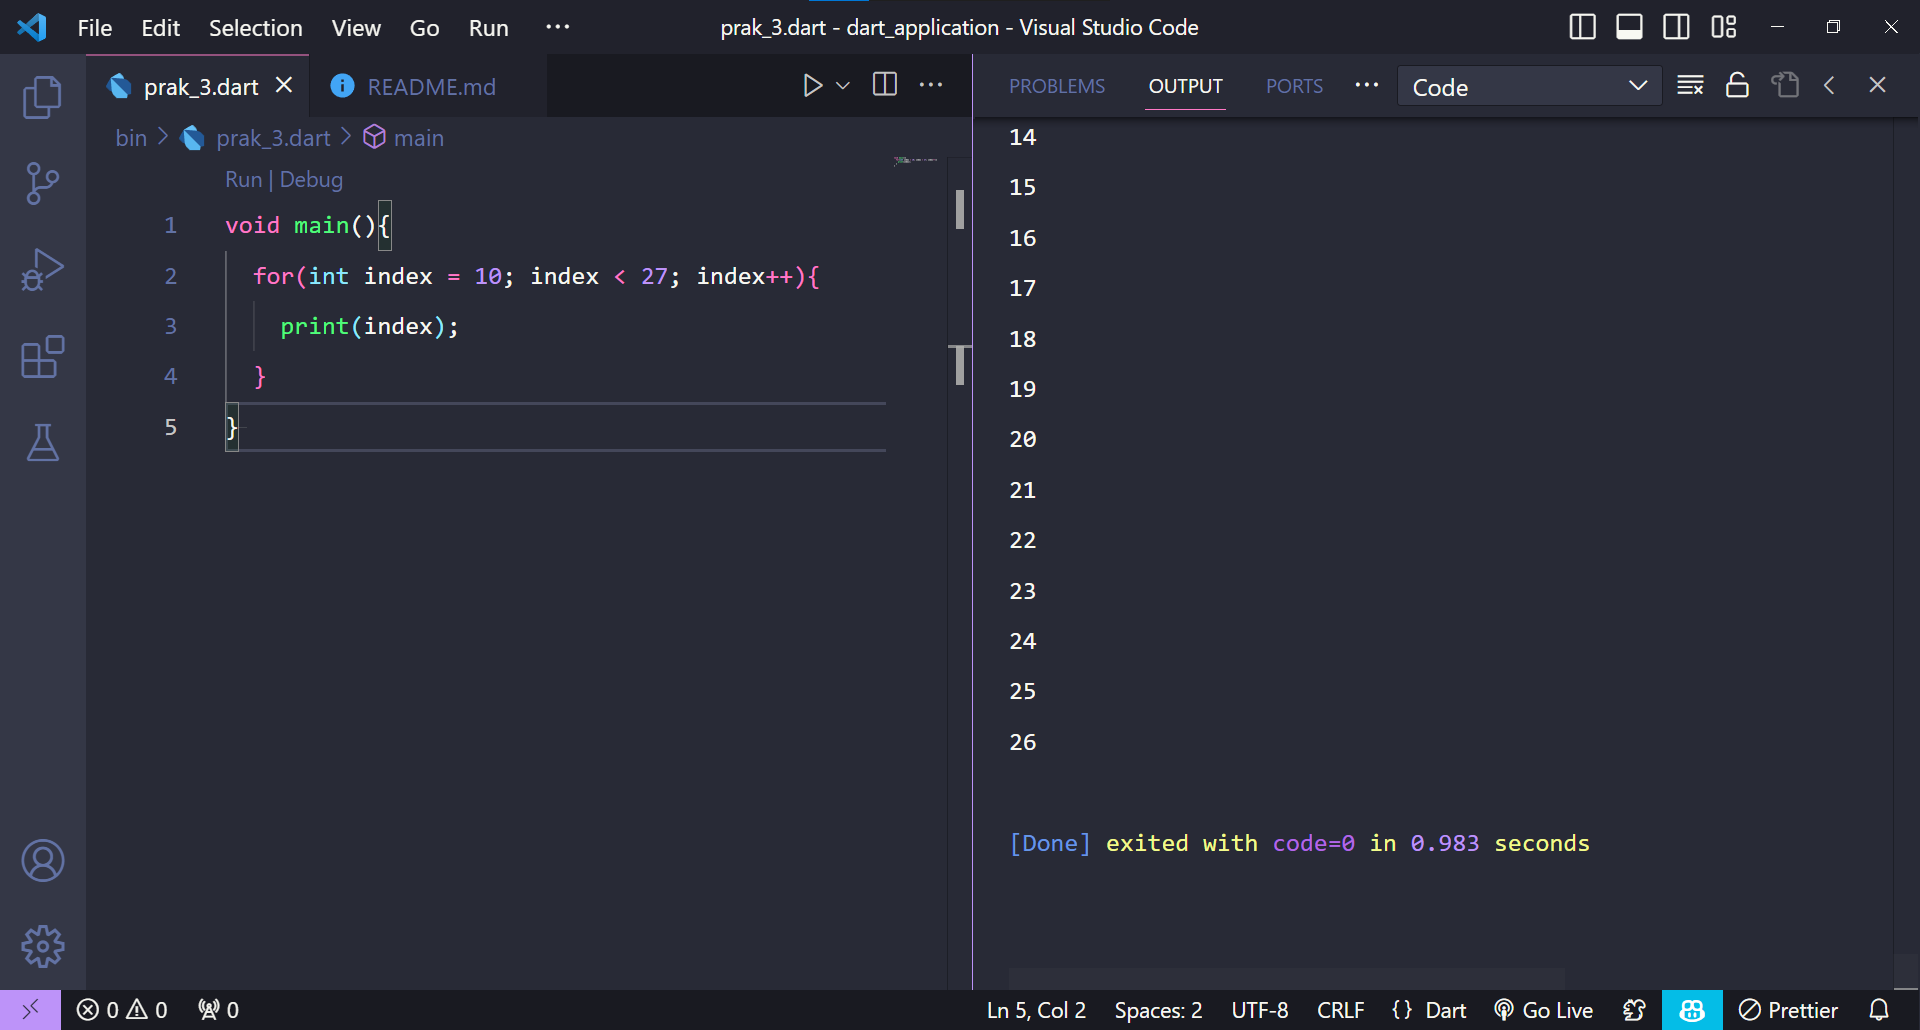 File Edit Selection View Go Run ··· prak_3.dart - dart_application - Visual Studio Code
prak_3.dart README.md ···
bin > prak_3.dart > main
Run | Debug
1 void main(){
2 for(int index = 10; index < 27; index++){
3 print(index);
4 }
5 }
PROBLEMS OUTPUT PORTS ··· Code
14
15
16
17
18
19
20
21
22
23
24
25
26
[Done] exited with code=0 in 0.983 seconds
0 0 0 Ln 5, Col 2 Spaces: 2 UTF-8 CRLF {} Dart Go Live Prettier